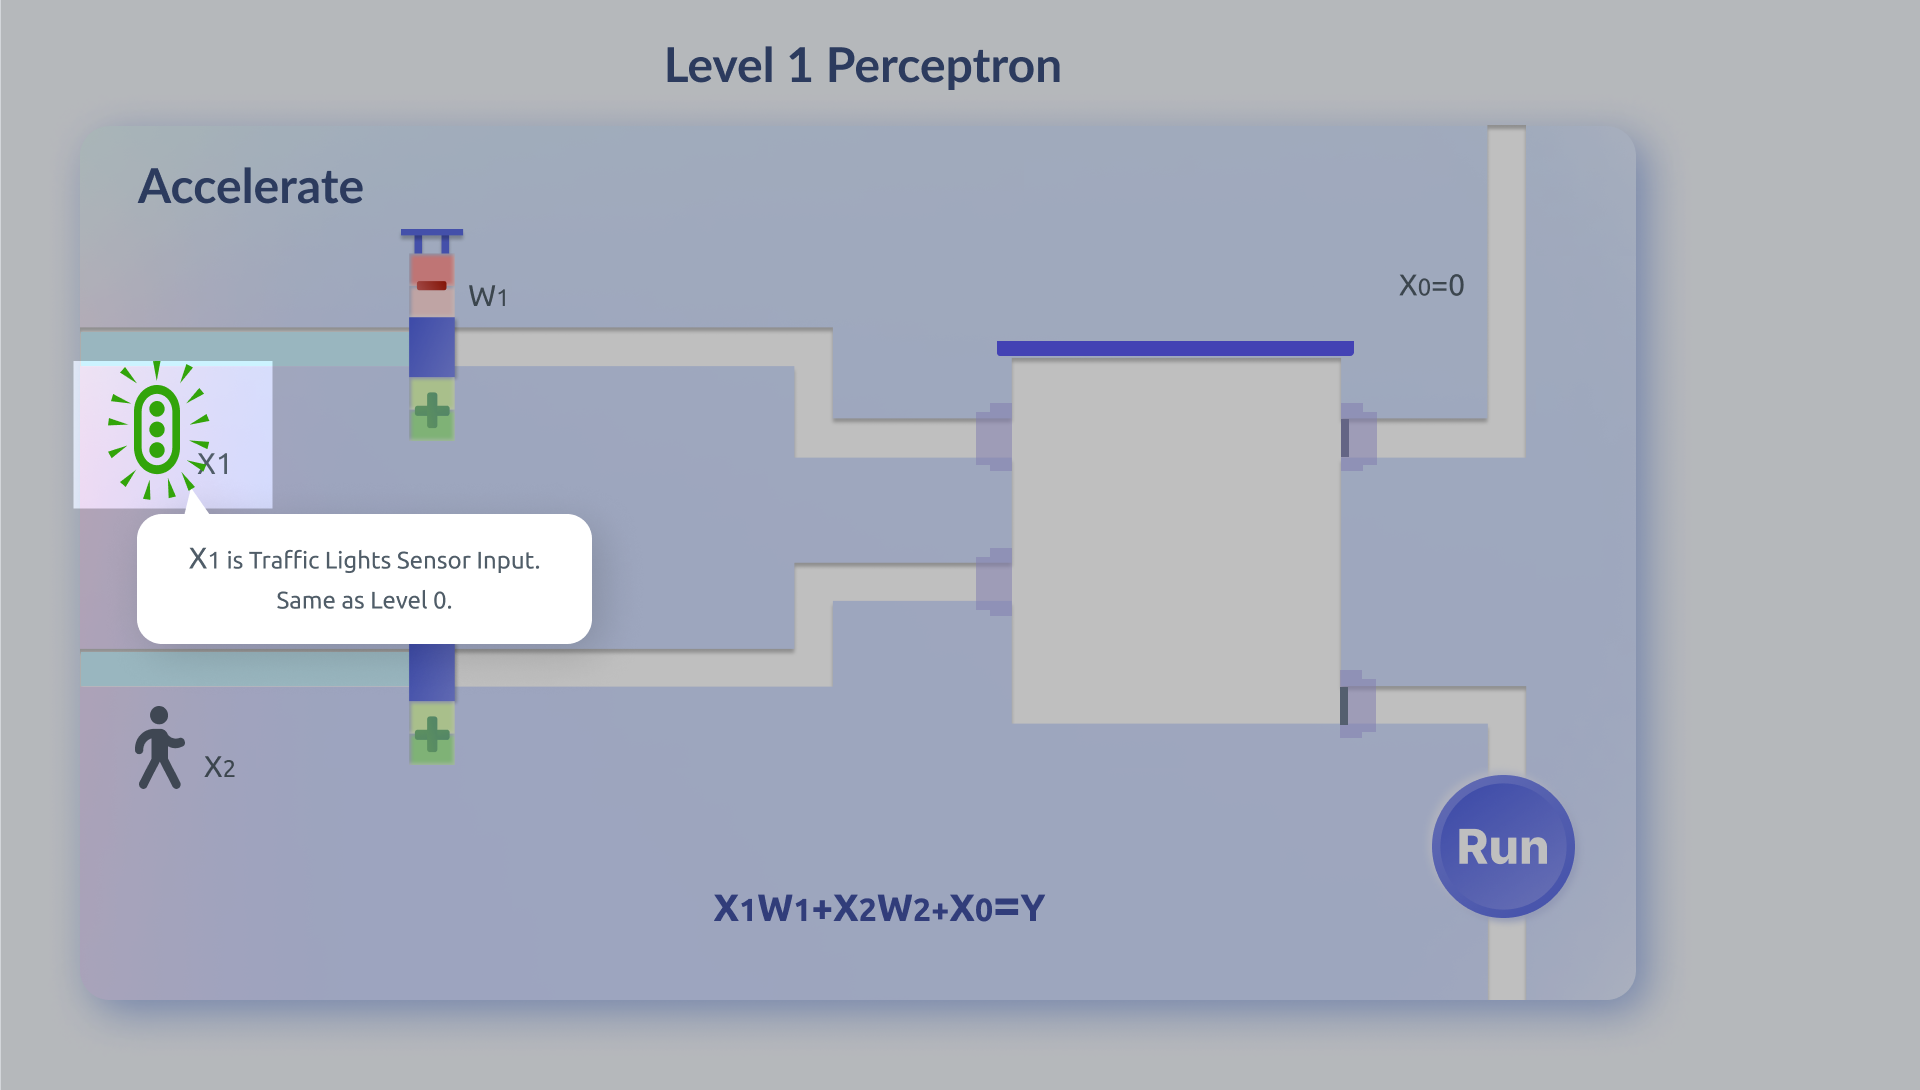 Level 1 Perceptron
Accelerate
W1
X0=0
X1
X1 is Traffic Lights Sensor Input.
Same as Level 0.
X2
Run
X1W1+X2W2+X0=Y